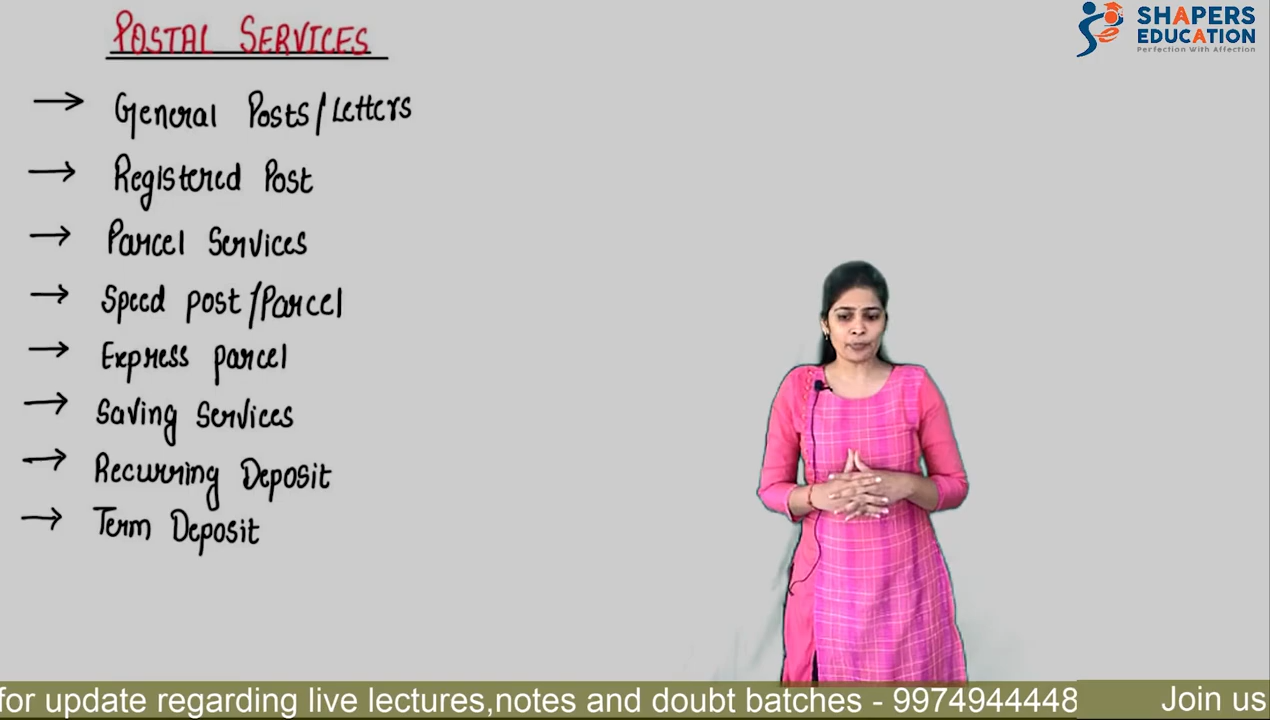 POSTAL SERVICES
SHAPERS
EDUCATION
Perfection With Affection
→ General Posts/Letters
→ Registered Post
→ Parcel Services
→ Speed post/Parcel
→ Express parcel
→ Saving Services
→ Recurring Deposit
→ Term Deposit
for update regarding live lectures,notes and doubt batches - 9974944448 Join us